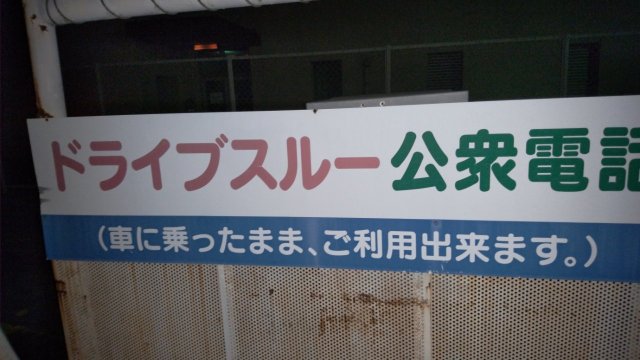 ドライブスルー公衆電話
(車に乗ったまま、ご利用出来ます。)